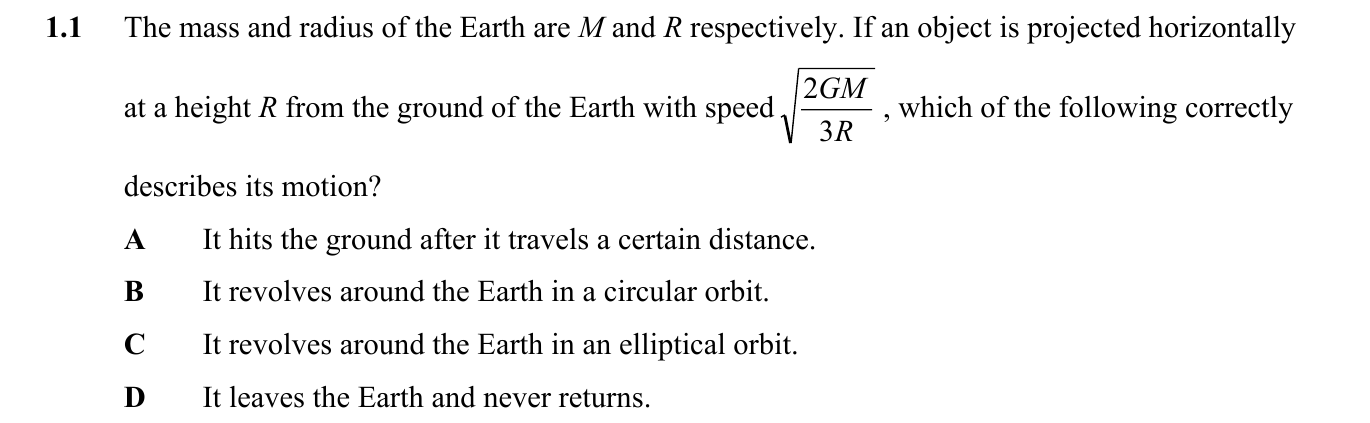 1.1 The mass and radius of the Earth are M and R respectively. If an object is projected horizontally
at a height R from the ground of the Earth with speed √(2GM/3R) , which of the following correctly
describes its motion?
A It hits the ground after it travels a certain distance.
B It revolves around the Earth in a circular orbit.
C It revolves around the Earth in an elliptical orbit.
D It leaves the Earth and never returns.